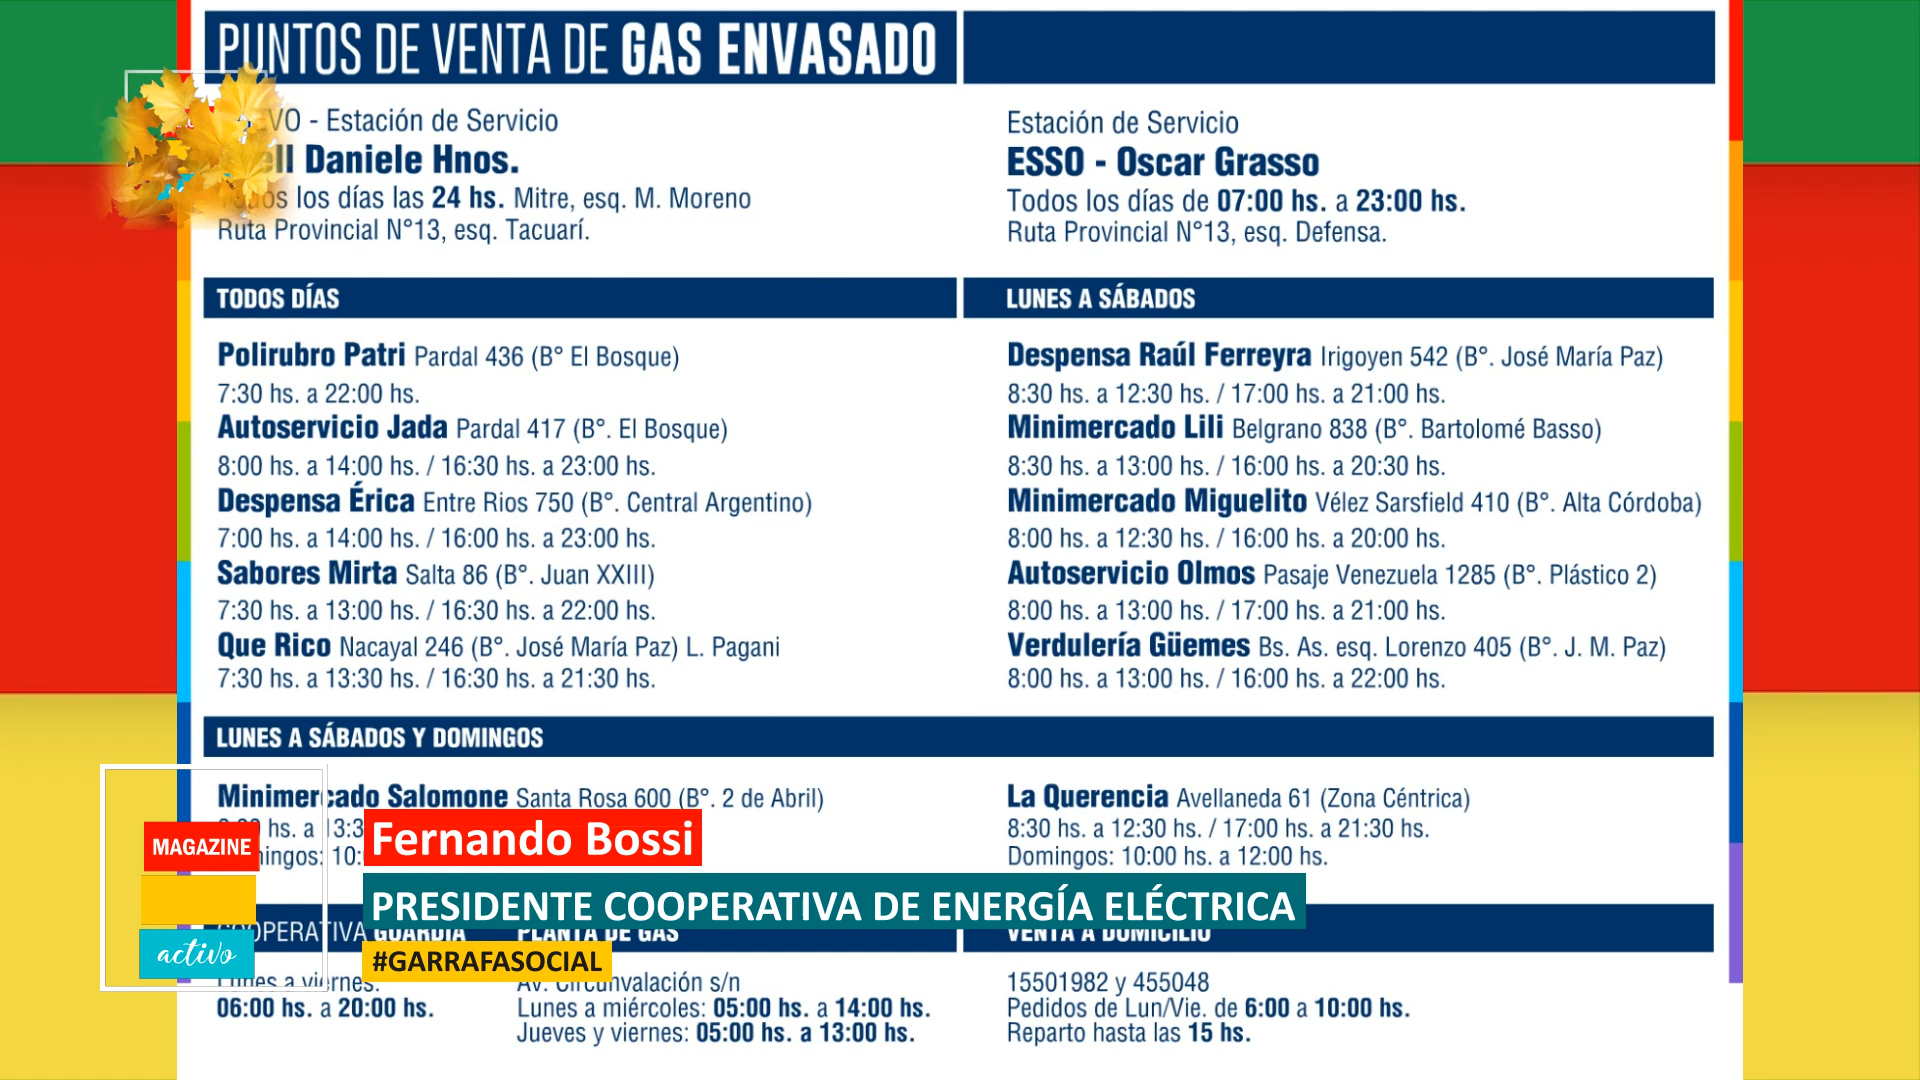 PUNTOS DE VENTA DE GAS ENVASADO
- Estación de Servicio
Daniele Hnos.
los días las 24 hs. Mitre, esq. M. Moreno
Ruta Provincial N°13, esq. Tacuarí.
Estación de Servicio
ESSO - Oscar Grasso
Todos los días de 07:00 hs. a 23:00 hs.
Ruta Provincial N°13, esq. Defensa.
TODOS DÍAS
Polirubro Patri Pardal 436 (B° El Bosque)
7:30 hs. a 22:00 hs.
Autoservicio Jada Pardal 417 (B°. El Bosque)
8:00 hs. a 14:00 hs. / 16:30 hs. a 23:00 hs.
Despensa Érica Entre Rios 750 (B°. Central Argentino)
7:00 hs. a 14:00 hs. / 16:00 hs. a 23:00 hs.
Sabores Mirta Salta 86 (B°. Juan XXIII)
7:30 hs. a 13:00 hs. / 16:30 hs. a 22:00 hs.
Que Rico Nacayal 246 (B°. José María Paz) L. Pagani
7:30 hs. a 13:30 hs. / 16:30 hs. a 21:30 hs.
LUNES A SÁBADOS
Despensa Raúl Ferreyra Irigoyen 542 (B°. José María Paz)
8:30 hs. a 12:30 hs. / 17:00 hs. a 21:00 hs.
Minimercado Lili Belgrano 838 (B°. Bartolomé Basso)
8:30 hs. a 13:00 hs. / 16:00 hs. a 20:30 hs.
Minimercado Miguelito Vélez Sarsfield 410 (B°. Alta Córdoba)
8:00 hs. a 12:30 hs. / 16:00 hs. a 20:00 hs.
Autoservicio Olmos Pasaje Venezuela 1285 (B°. Plástico 2)
8:00 hs. a 13:00 hs. / 17:00 hs. a 21:00 hs.
Verdulería Güemes Bs. As. esq. Lorenzo 405 (B°. J. M. Paz)
8:00 hs. a 13:00 hs. / 16:00 hs. a 22:00 hs.
LUNES A SÁBADOS Y DOMINGOS
Minimercado Salomone Santa Rosa 600 (B°. 2 de Abril)
hs. a
La Querencia Avellaneda 61 (Zona Céntrica)
8:30 hs. a 12:30 hs. / 17:00 hs. a 21:30 hs.
Domingos: 10:00 hs. a 12:00 hs.
MAGAZINE
activo
Fernando Bossi
PRESIDENTE COOPERATIVA DE ENERGÍA ELÉCTRICA
#GARRAFASOCIAL
COOPERATIVA GUARDIA
Lunes a viernes:
06:00 hs. a 20:00 hs.
PLANTA DE GAS
Av. Circunvalación s/n
Lunes a miércoles: 05:00 hs. a 14:00 hs.
Jueves y viernes: 05:00 hs. a 13:00 hs.
VENTA A DOMICILIO
15501982 y 455048
Pedidos de Lun/Vie. de 6:00 a 10:00 hs.
Reparto hasta las 15 hs.